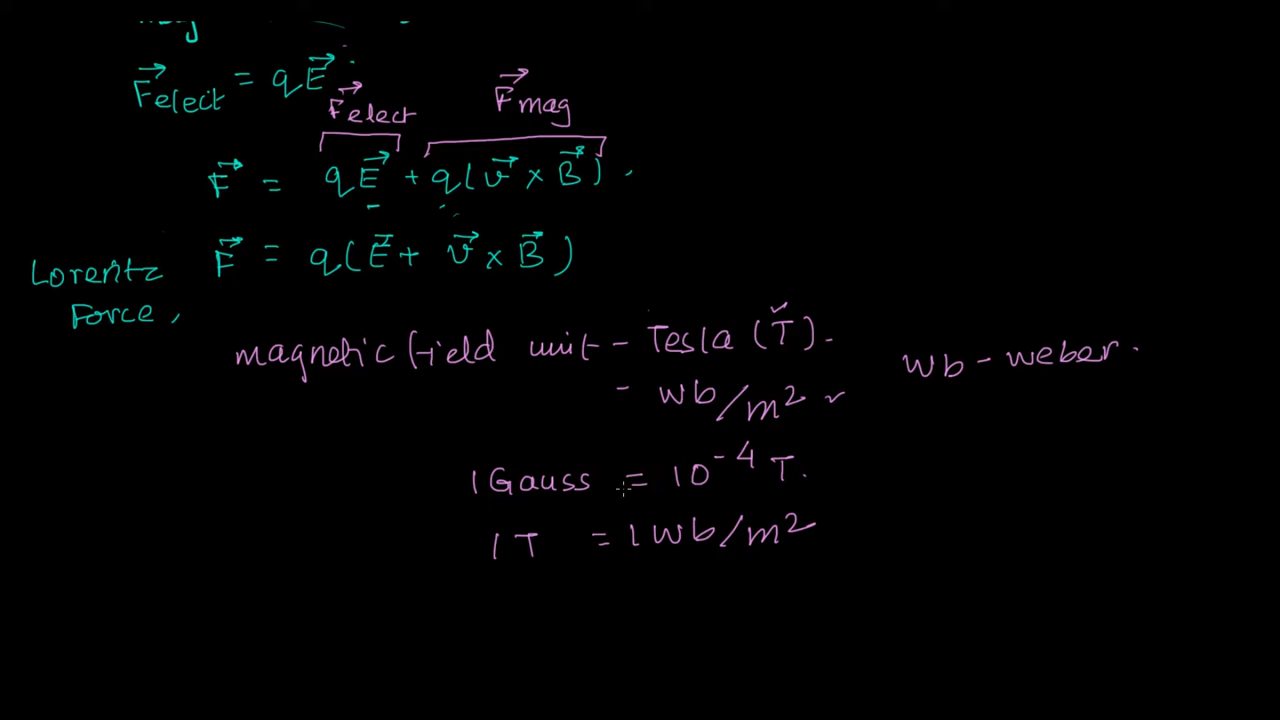 F⃗elect = qE⃗
F⃗elect F⃗mag
F⃗ = qE⃗ + q(v⃗ × B⃗).
Lorentz F⃗ = q(E⃗ + v⃗ × B⃗)
Force,
magnetic field unit - Tesla (T).
- wb/m² wb - weber.
1 Gauss = 10⁻⁴ T.
1 T = 1 wb/m²